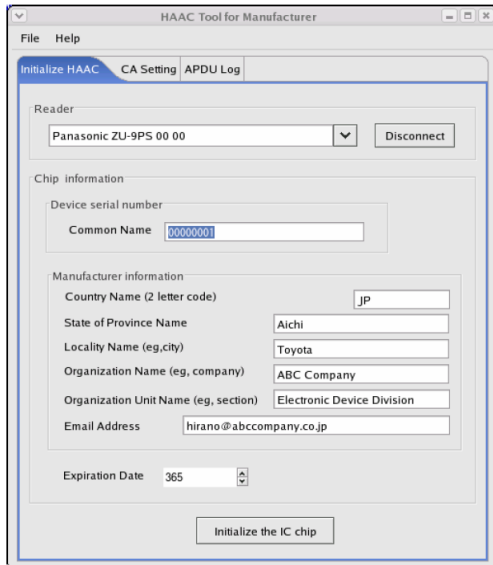 HAAC Tool for Manufacturer
File Help
Initialize HAAC CA Setting APDU Log
Reader
Panasonic ZU-9PS 00 00 Disconnect
Chip information
Device serial number
Common Name 00000001
Manufacturer information
Country Name (2 letter code) JP
State of Province Name Aichi
Locality Name (eg,city) Toyota
Organization Name (eg, company) ABC Company
Organization Unit Name (eg, section) Electronic Device Division
Email Address hirano@abccompany.co.jp
Expiration Date 365
Initialize the IC chip